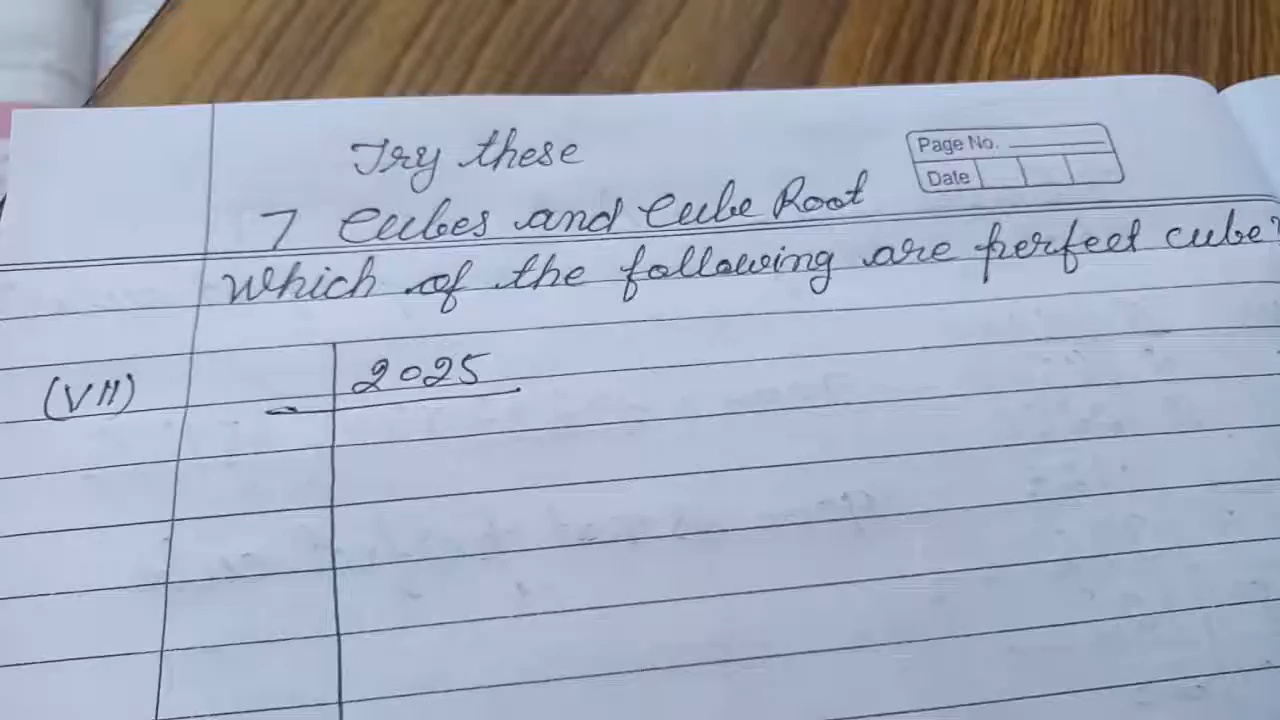 Try these
Page No.
Date
7 Cubes and Cube Root
Which of the following are perfect cube?
(VII) 2025